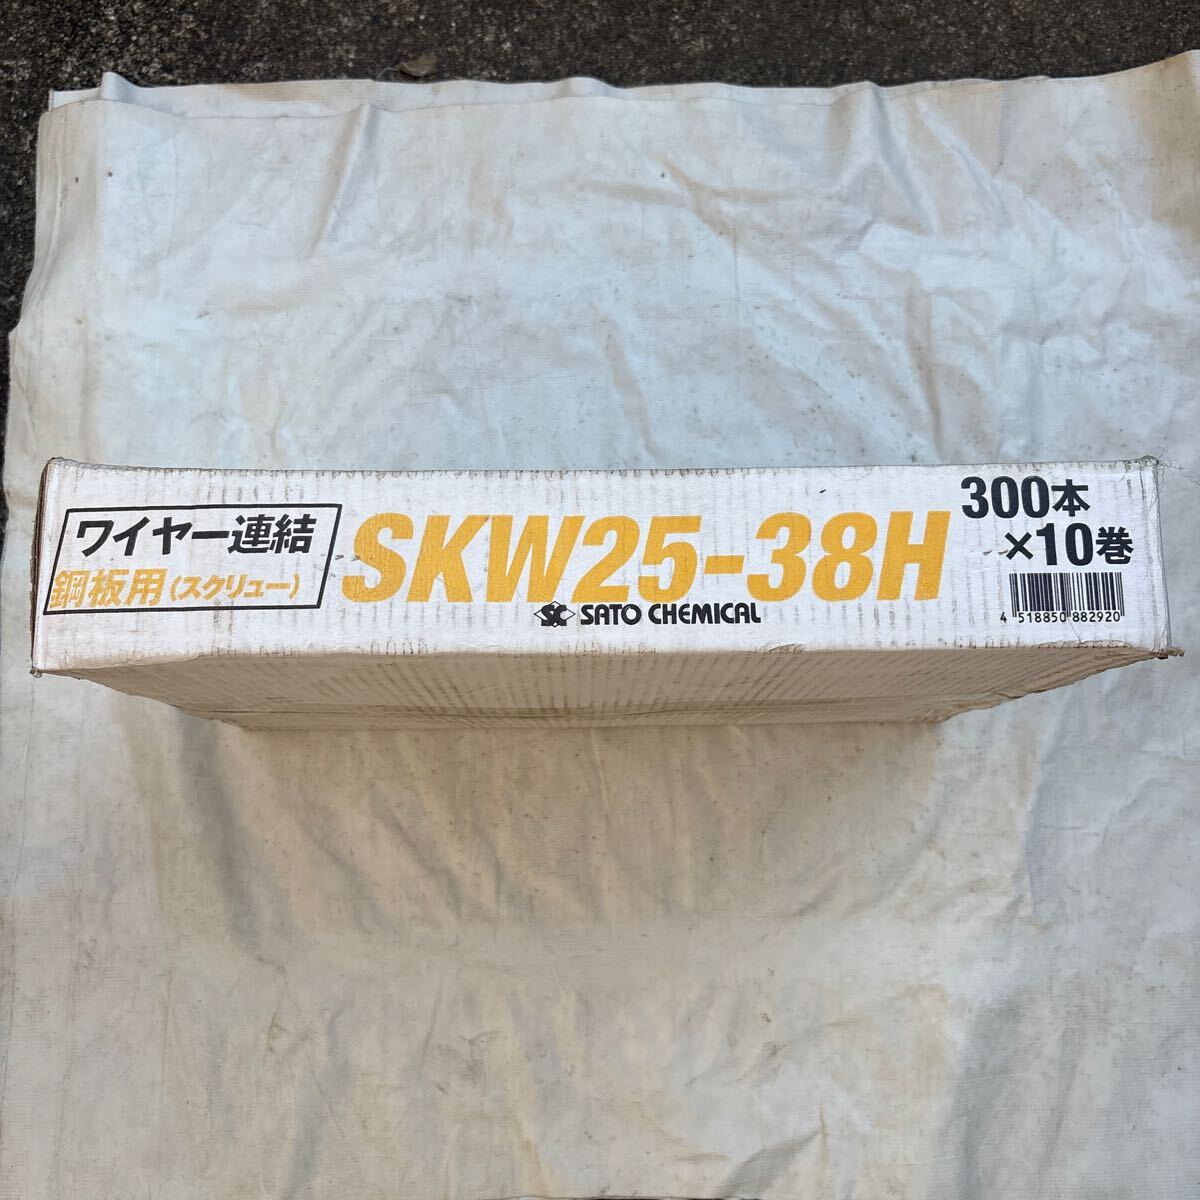 ワイヤー連結
鋼板用(スクリュー)
SKW25-38H
SC SATO CHEMICAL
300本
×10巻
4 518850 882920